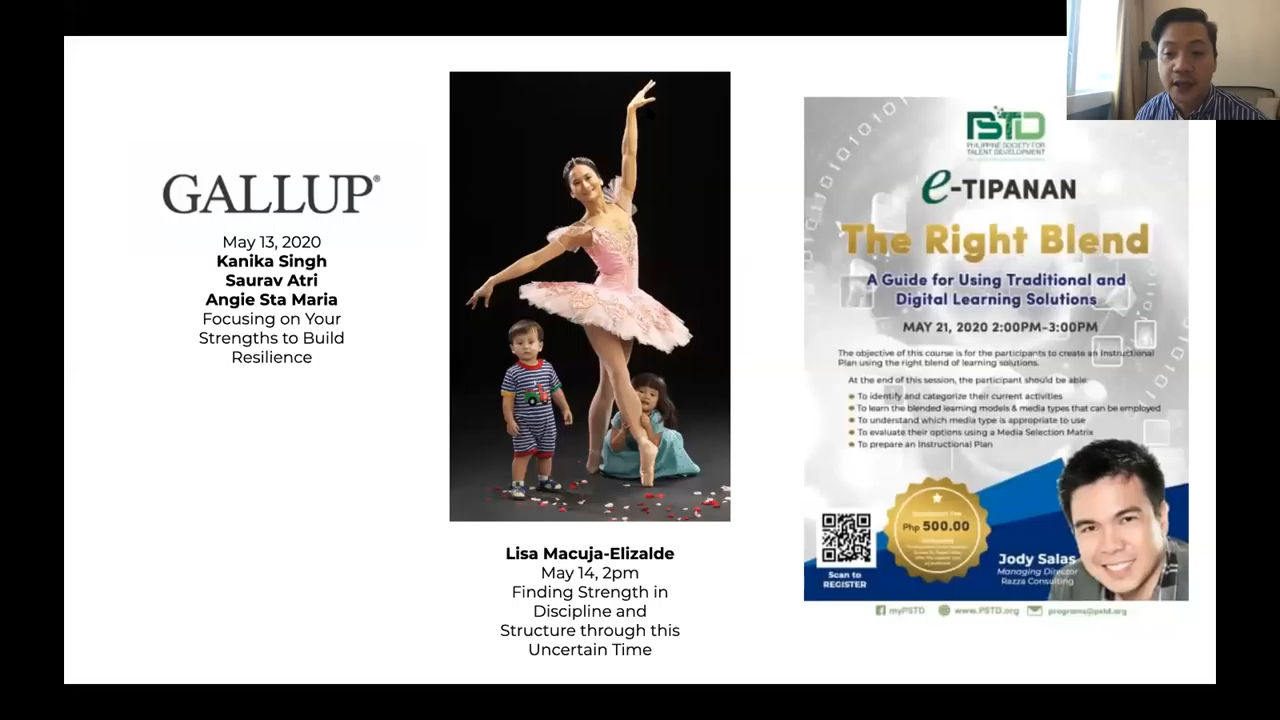 GALLUP®
May 13, 2020
Kanika Singh
Saurav Atri
Angie Sta Maria
Focusing on Your
Strengths to Build
Resilience
Lisa Macuja-Elizalde
May 14, 2pm
Finding Strength in
Discipline and
Structure through this
Uncertain Time
PSTD
PHILIPPINE SOCIETY FOR
TALENT DEVELOPMENT
e-TIPANAN
The Right Blend
A Guide for Using Traditional and
Digital Learning Solutions
MAY 21, 2020 2:00PM-3:00PM
The objective of this course is for the participants to create an Instructional
Plan using the right blend of learning solutions.
At the end of this session, the participant should be able:
To identify and categorize their current activities
To learn the blended learning models & media types that can be employed
To understand which media type is appropriate to use
To evaluate their options using a Media Selection Matrix
To prepare an Instructional Plan
Php 500.00
Scan to
REGISTER
Jody Salas
Managing Director
Razza Consulting
myPSTD www.PSTD.org programs@pstd.org